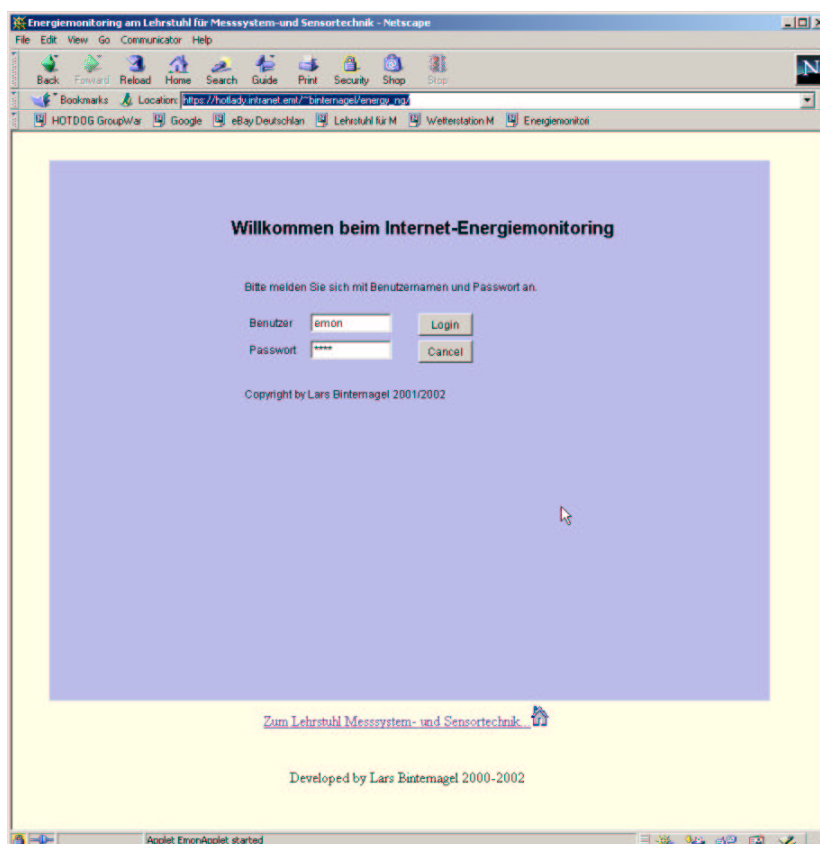 Energiemonitoring am Lehrstuhl für Messsystem-und Sensortechnik - Netscape
File Edit View Go Communicator Help
Back Forward Reload Home Search Guide Print Security Shop Stop
N
Bookmarks Location: https://hotlady.intranet.emt/~binternagel/energy_ng/
HOTDOG GroupWar Google eBay Deutschlan Lehrstuhl für M Wetterstation M Energiemonitori
Willkommen beim Internet-Energiemonitoring
Bitte melden Sie sich mit Benutzernamen und Passwort an.
Benutzer emon Login
Passwort **** Cancel
Copyright by Lars Binternagel 2001/2002
Zum Lehrstuhl Messsystem- und Sensortechnik...
Developed by Lars Binternagel 2000-2002
Applet EmonApplet started